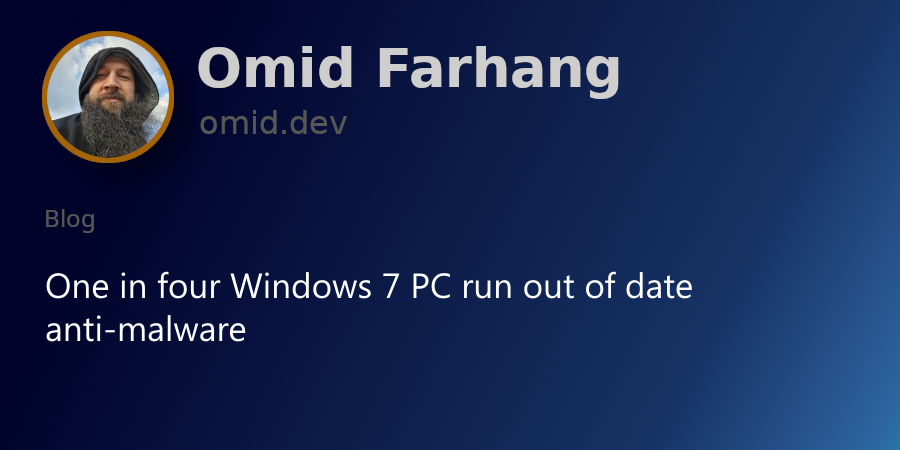 Omid Farhang
omid.dev
Blog
One in four Windows 7 PC run out of date
anti-malware